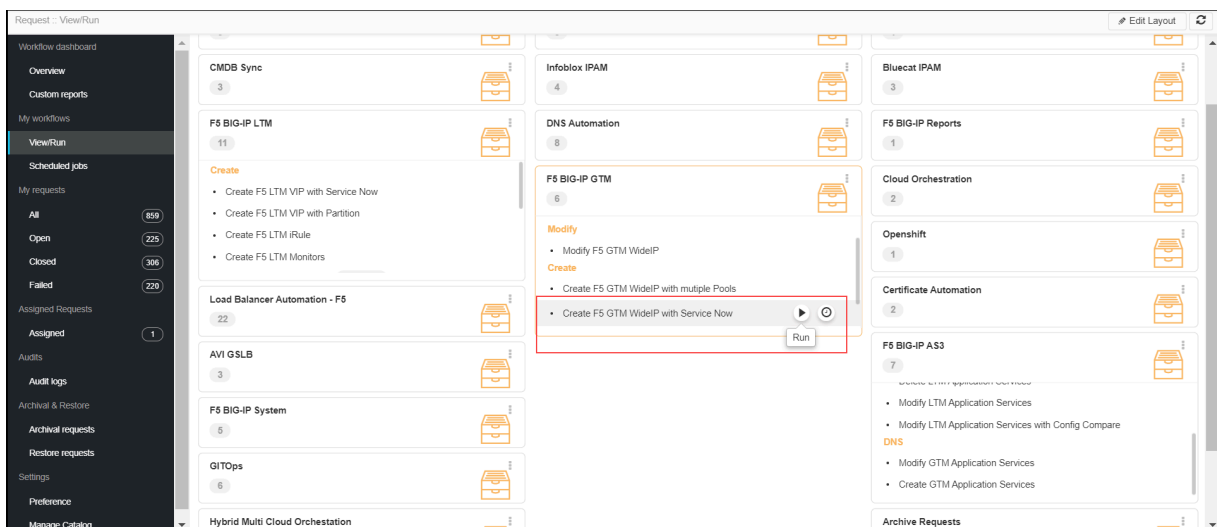 Request :: View/Run
Edit Layout
Workflow dashboard
Overview
Custom reports
My workflows
View/Run
Scheduled jobs
My requests
All 859
Open 225
Closed 306
Failed 220
Assigned Requests
Assigned 1
Audits
Audit logs
Archival & Restore
Archival requests
Restore requests
Settings
Preference
Manage Catalog
CMDB Sync
3
F5 BIG-IP LTM
11
Create
• Create F5 LTM VIP with Service Now
• Create F5 LTM VIP with Partition
• Create F5 LTM iRule
• Create F5 LTM Monitors
Load Balancer Automation - F5
22
AVI GSLB
3
F5 BIG-IP System
5
GITOps
6
Hybrid Multi Cloud Orchestation
Infoblox IPAM
4
DNS Automation
8
F5 BIG-IP GTM
6
Modify
• Modify F5 GTM WideIP
Create
• Create F5 GTM WideIP with mutiple Pools
• Create F5 GTM WideIP with Service Now
Run
Bluecat IPAM
3
F5 BIG-IP Reports
1
Cloud Orchestration
2
Openshift
1
Certificate Automation
2
F5 BIG-IP AS3
7
Delete LTM Application Services
• Modify LTM Application Services
• Modify LTM Application Services with Config Compare
DNS
• Modify GTM Application Services
• Create GTM Application Services
Archive Requests